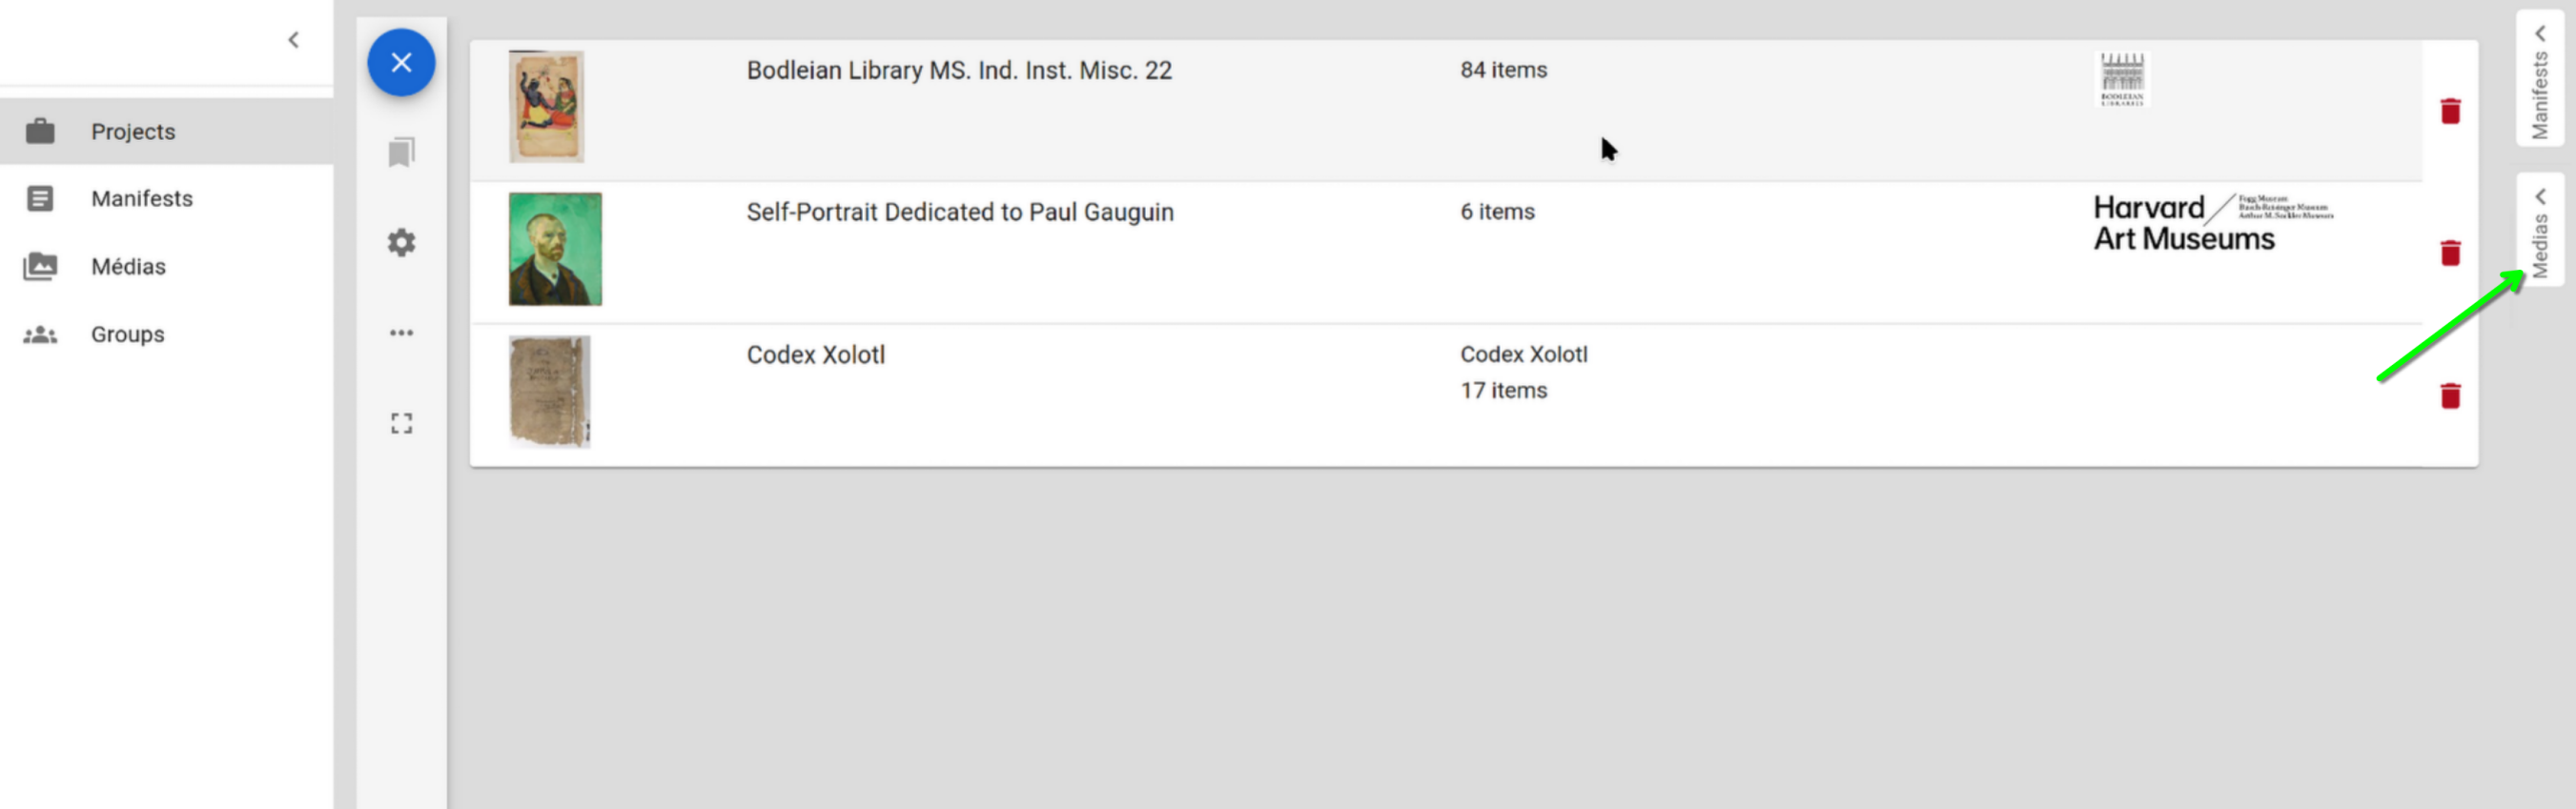 Projects
Manifests
Médias
Groups
Bodleian Library MS. Ind. Inst. Misc. 22
84 items
BODLEIAN
LIBRARIES
Self-Portrait Dedicated to Paul Gauguin
6 items
Harvard
Art Museums
Fogg Museum
Busch-Reisinger Museum
Arthur M. Sackler Museum
Codex Xolotl
Codex Xolotl
17 items
Manifests
Medias